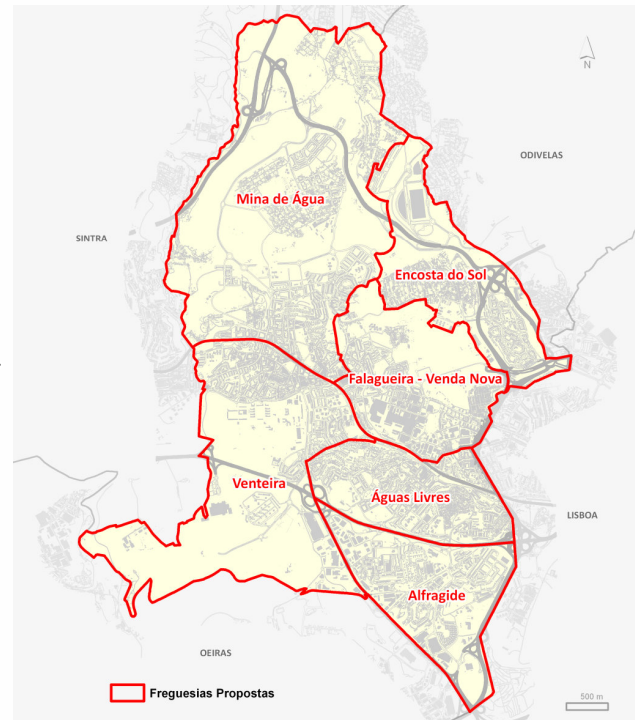 N
ODIVELAS
Mina de Água
SINTRA
Encosta do Sol
Falagueira - Venda Nova
Venteira
Águas Livres
LISBOA
Alfragide
OEIRAS
Freguesias Propostas
500 m